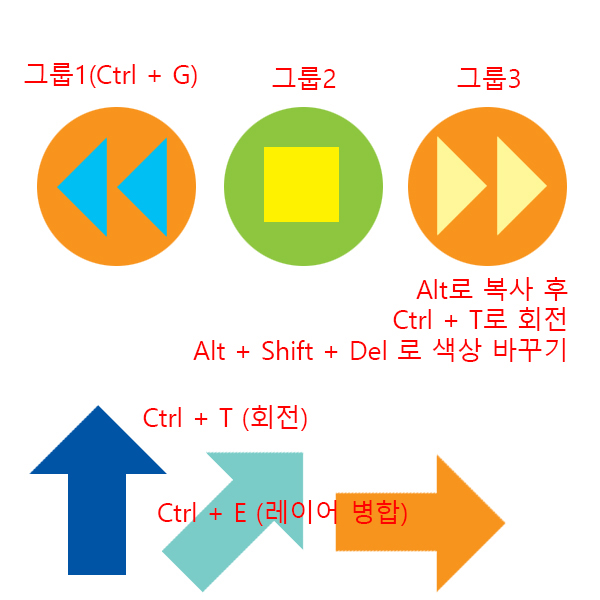 그룹1(Ctrl + G)
그룹2
그룹3
Alt로 복사 후
Ctrl + T로 회전
Alt + Shift + Del 로 색상 바꾸기
Ctrl + T (회전)
Ctrl + E (레이어 병합)